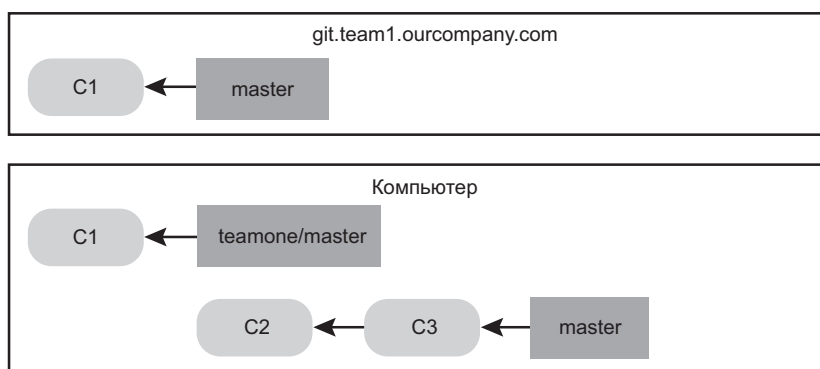 git.team1.ourcompany.com
C1
master
Компьютер
C1
teamone/master
C2
C3
master